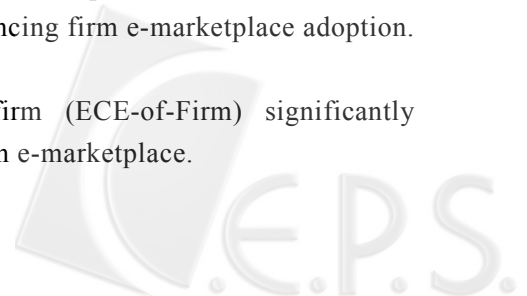 ncing firm e-marketplace adoption.
firm (ECE-of-Firm) significantly
e-marketplace.
C.E.P.S.